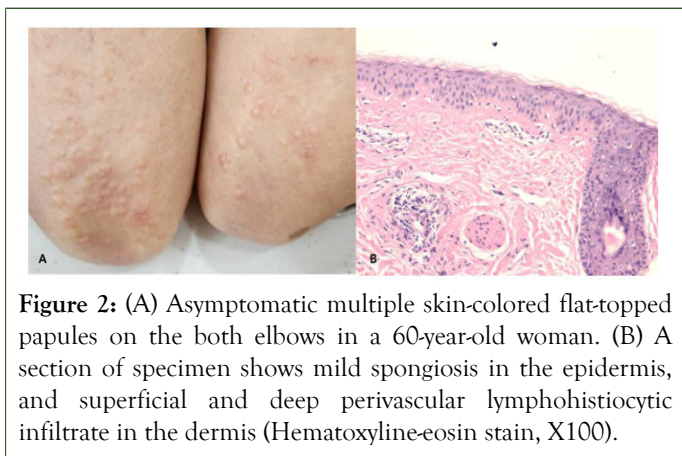 A
B
Figure 2: (A) Asymptomatic multiple skin-colored flat-topped
papules on the both elbows in a 60-year-old woman. (B) A
section of specimen shows mild spongiosis in the epidermis,
and superficial and deep perivascular lymphohistiocytic
infiltrate in the dermis (Hematoxyline-eosin stain, X100).